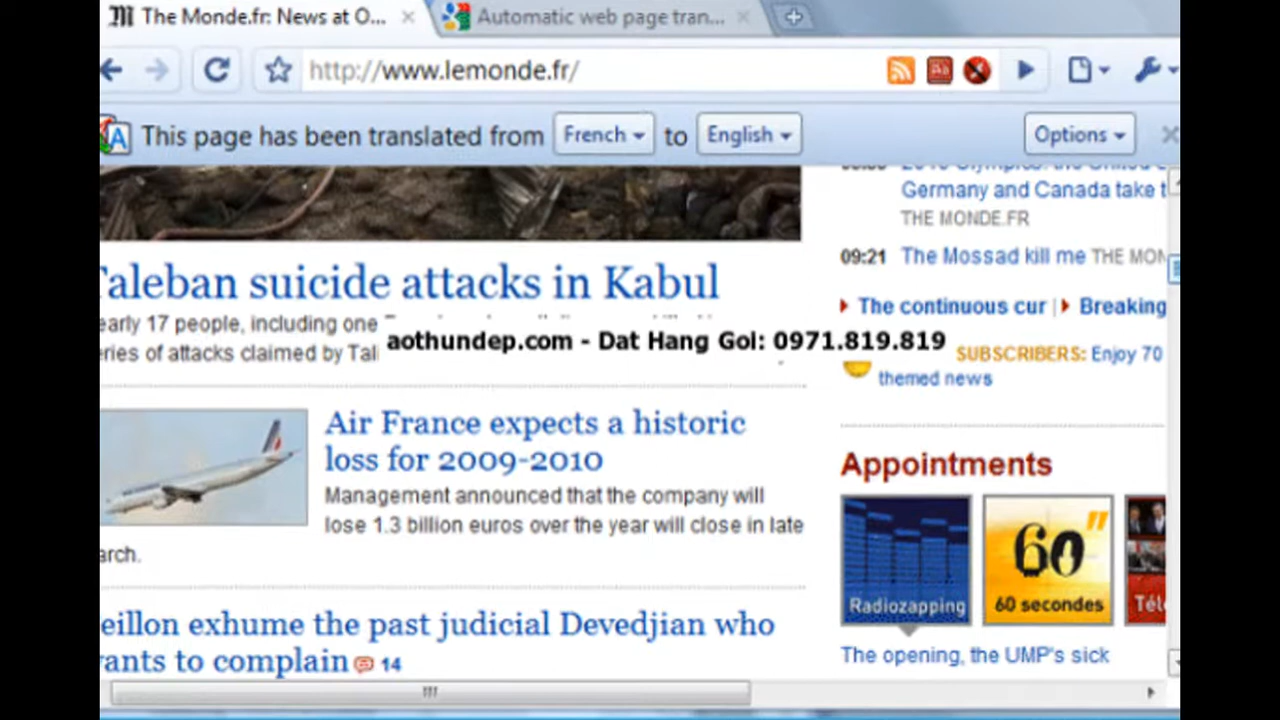 The Monde.fr: News at O...
Automatic web page tran...
http://www.lemonde.fr/
This page has been translated from French to English
Options
Germany and Canada take t
THE MONDE.FR
09:21 The Mossad kill me THE MON
The continuous cur | Breaking
SUBSCRIBERS: Enjoy 70
themed news
Taleban suicide attacks in Kabul
early 17 people, including one
eries of attacks claimed by Tal
aothundep.com - Dat Hang Gol: 0971.819.819
Air France expects a historic
loss for 2009-2010
Management announced that the company will
lose 1.3 billion euros over the year will close in late
arch.
eillon exhume the past judicial Devedjian who
ants to complain 14
Appointments
Radiozapping
60"
60 secondes
Télé
The opening, the UMP's sick